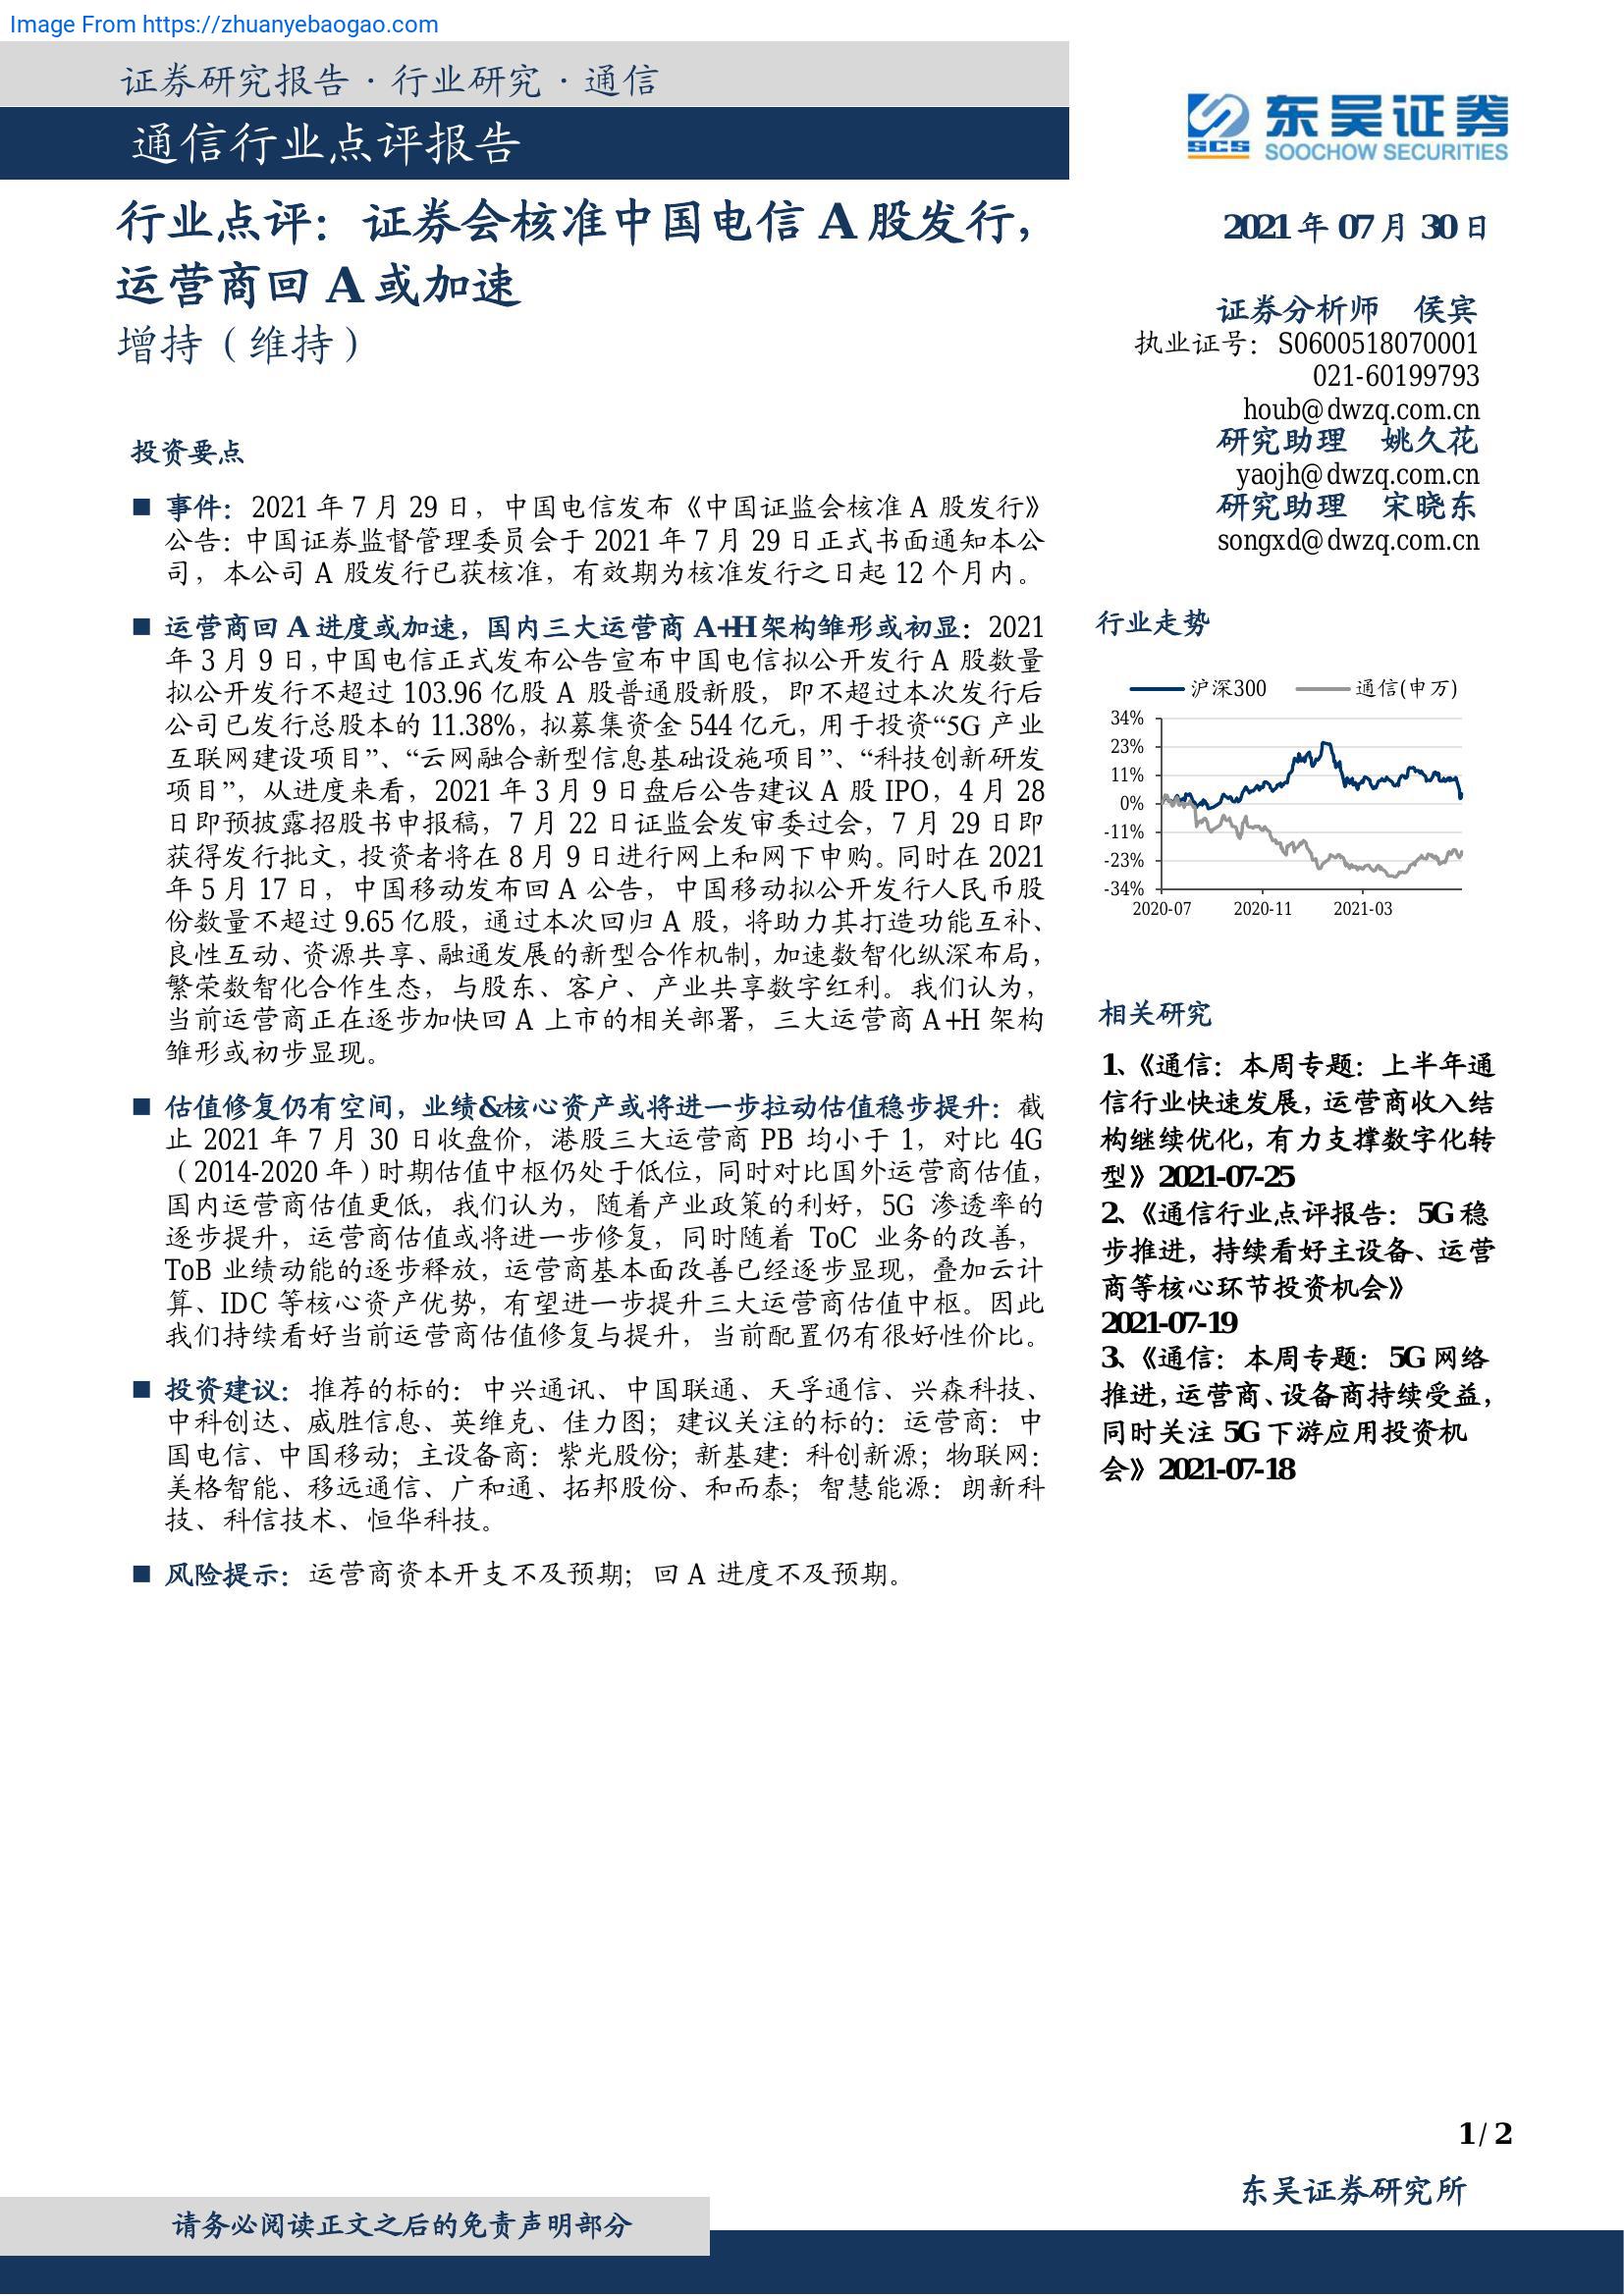 Image From https://zhuanyebaogao.com
证券研究报告·行业研究·通信
通信行业点评报告
东吴证券
SCS
SOOCHOW SECURITIES
行业点评：证券会核准中国电信 A 股发行，
运营商回 A 或加速
增持（维持）
投资要点
■ 事件：2021 年 7 月 29 日，中国电信发布《中国证监会核准 A 股发行》
公告：中国证券监督管理委员会于 2021 年 7 月 29 日正式书面通知本公
司，本公司 A 股发行已获核准，有效期为核准发行之日起 12 个月内。
■ 运营商回 A 进度或加速，国内三大运营商 A+H 架构雏形或初显：2021
年 3 月 9 日，中国电信正式发布公告宣布中国电信拟公开发行 A 股数量
拟公开发行不超过 103.96 亿股 A 股普通股新股，即不超过本次发行后
公司已发行总股本的 11.38%，拟募集资金 544 亿元，用于投资“5G 产业
互联网建设项目”、“云网融合新型信息基础设施项目”、“科技创新研发
项目”，从进度来看，2021 年 3 月 9 日盘后公告建议 A 股 IPO，4 月 28
日即预披露招股书申报稿，7 月 22 日证监会发审委过会，7 月 29 日即
获得发行批文，投资者将在 8 月 9 日进行网上和网下申购。同时在 2021
年 5 月 17 日，中国移动发布回 A 公告，中国移动拟公开发行人民币股
份数量不超过 9.65 亿股，通过本次回归 A 股，将助力其打造功能互补、
良性互动、资源共享、融通发展的新型合作机制，加速数智化纵深布局，
繁荣数智化合作生态，与股东、客户、产业共享数字红利。我们认为，
当前运营商正在逐步加快回 A 上市的相关部署，三大运营商 A+H 架构
雏形或初步显现。
■ 估值修复仍有空间，业绩&核心资产或将进一步拉动估值稳步提升：截
止 2021 年 7 月 30 日收盘价，港股三大运营商 PB 均小于 1，对比 4G
（2014-2020 年）时期估值中枢仍处于低位，同时对比国外运营商估值，
国内运营商估值更低，我们认为，随着产业政策的利好，5G 渗透率的
逐步提升，运营商估值或将进一步修复，同时随着 ToC 业务的改善，
ToB 业绩动能的逐步释放，运营商基本面改善已经逐步显现，叠加云计
算、IDC 等核心资产优势，有望进一步提升三大运营商估值中枢。因此
我们持续看好当前运营商估值修复与提升，当前配置仍有很好性价比。
■ 投资建议：推荐的标的：中兴通讯、中国联通、天孚通信、兴森科技、
中科创达、威胜信息、英维克、佳力图；建议关注的标的：运营商：中
国电信、中国移动；主设备商：紫光股份；新基建：科创新源；物联网：
美格智能、移远通信、广和通、拓邦股份、和而泰；智慧能源：朗新科
技、科信技术、恒华科技。
■ 风险提示：运营商资本开支不及预期；回 A 进度不及预期。
2021 年 07 月 30 日
证券分析师 侯宾
执业证号：S0600518070001
021-60199793
houb@dwzq.com.cn
研究助理 姚久花
yaojh@dwzq.com.cn
研究助理 宋晓东
songxd@dwzq.com.cn
行业走势
沪深300 通信(申万)
34%
23%
11%
0%
-11%
-23%
-34%
2020-07 2020-11 2021-03
相关研究
1、《通信：本周专题：上半年通
信行业快速发展，运营商收入结
构继续优化，有力支撑数字化转
型》2021-07-25
2、《通信行业点评报告：5G 稳
步推进，持续看好主设备、运营
商等核心环节投资机会》
2021-07-19
3、《通信：本周专题：5G 网络
推进，运营商、设备商持续受益，
同时关注 5G 下游应用投资机
会》2021-07-18
1 / 2
东吴证券研究所
请务必阅读正文之后的免责声明部分